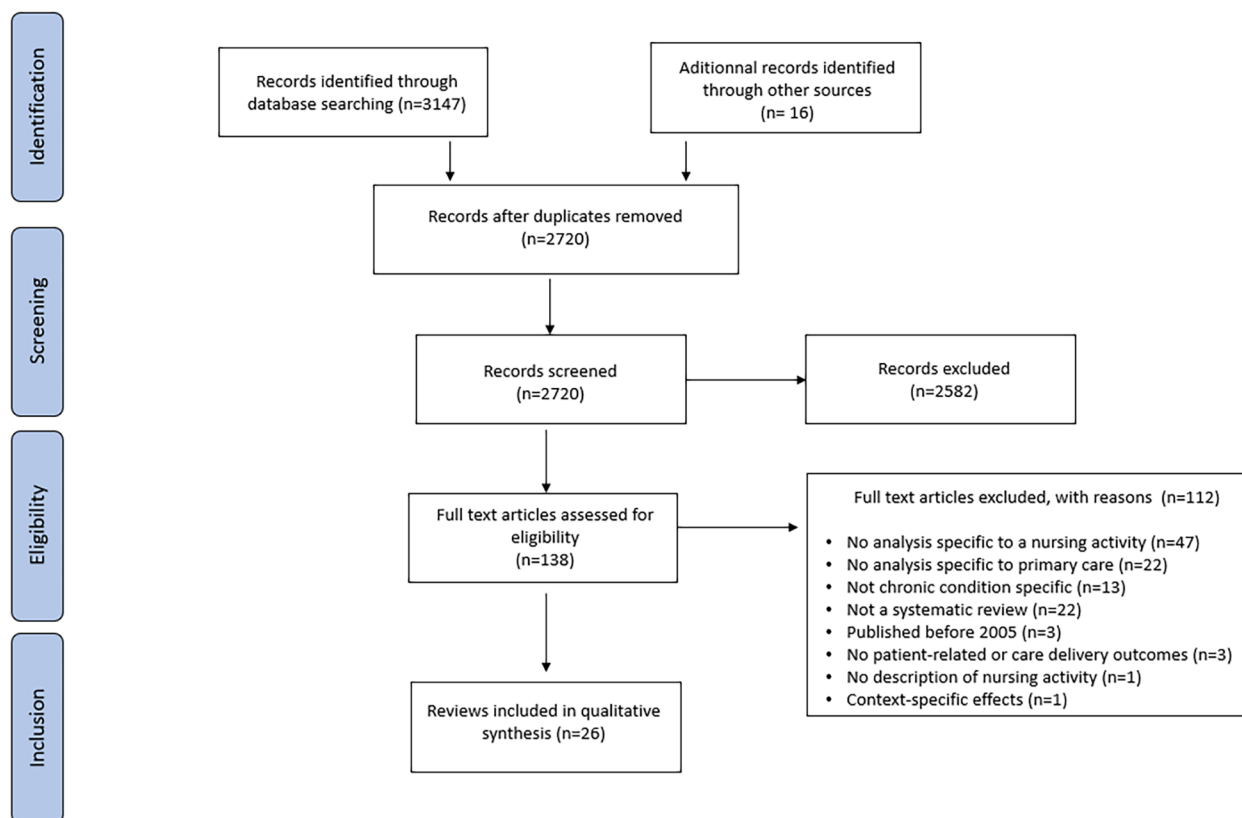 Identification
Records identified through
database searching (n=3147)
Aditionnal records identified
through other sources
(n= 16)
Records after duplicates removed
(n=2720)
Screening
Records screened
(n=2720)
Records excluded
(n=2582)
Eligibility
Full text articles assessed for
eligibility
(n=138)
Full text articles excluded, with reasons (n=112)
• No analysis specific to a nursing activity (n=47)
• No analysis specific to primary care (n=22)
• Not chronic condition specific (n=13)
• Not a systematic review (n=22)
• Published before 2005 (n=3)
• No patient-related or care delivery outcomes (n=3)
• No description of nursing activity (n=1)
• Context-specific effects (n=1)
Inclusion
Reviews included in qualitative
synthesis (n=26)